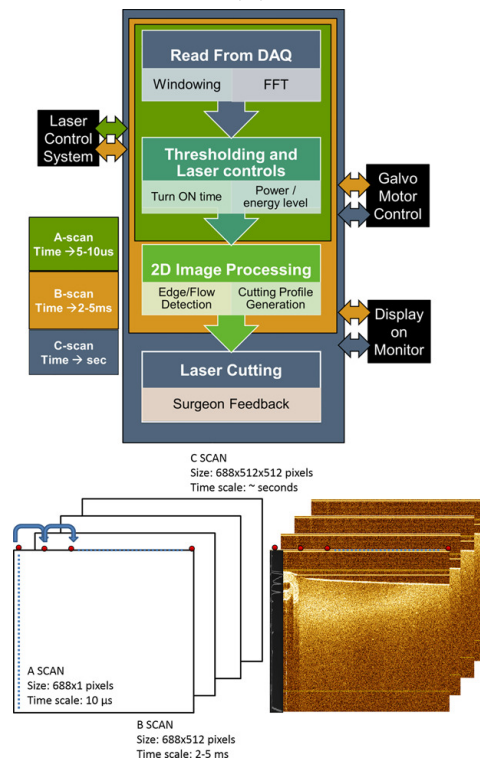 Read From DAQ
Windowing
FFT
Laser
Control
System
Thresholding and
Laser controls
Turn ON time
Power /
energy level
Galvo
Motor
Control
A-scan
Time →5-10us
B-scan
Time →2-5ms
C-scan
Time → sec
2D Image Processing
Edge/Flow
Detection
Cutting Profile
Generation
Display
on
Monitor
Laser Cutting
Surgeon Feedback
C SCAN
Size: 688x512x512 pixels
Time scale: ~ seconds
A SCAN
Size: 688x1 pixels
Time scale: 10 µs
B SCAN
Size: 688x512 pixels
Time scale: 2-5 ms